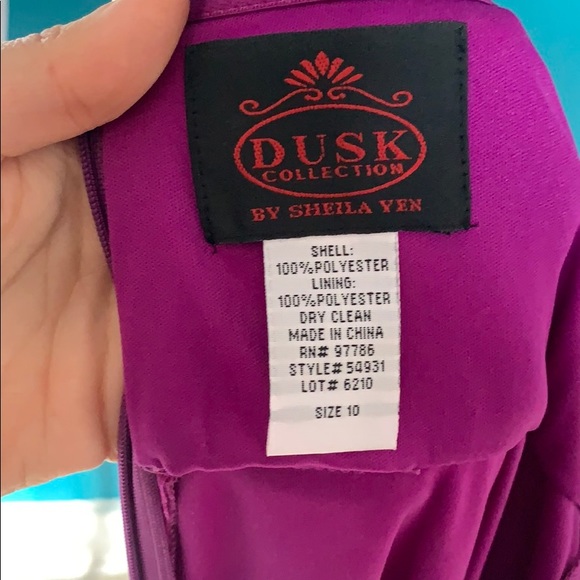 DUSK
COLLECTION
BY SHEILA YEN
SHELL:
100%POLYESTER
LINING:
100%POLYESTER
DRY CLEAN
MADE IN CHINA
RN# 97786
STYLE# 54931
LOT# 6210
SIZE 10